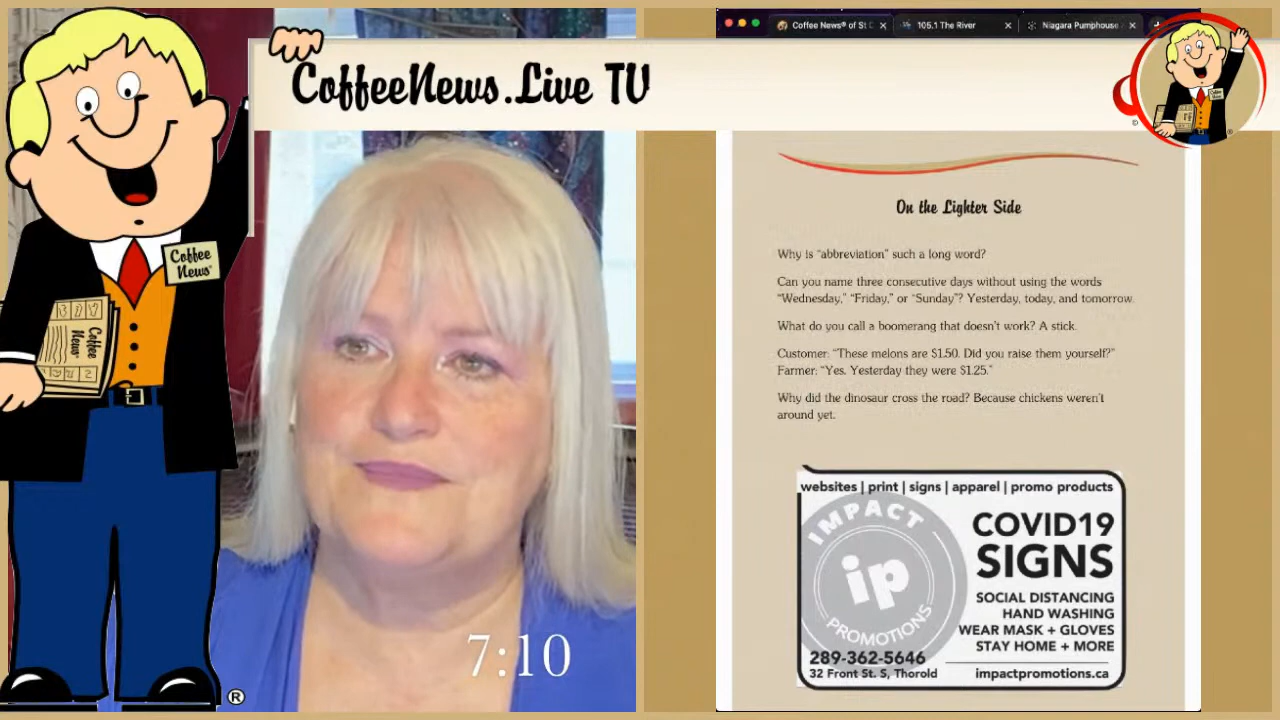 CoffeeNews.Live TV
Coffee News® of St C
105.1 The River
Niagara Pumphouse
Coffee
News®
Coffee
News®
On the Lighter Side
Why is “abbreviation” such a long word?
Can you name three consecutive days without using the words
“Wednesday,” “Friday,” or “Sunday”? Yesterday, today, and tomorrow.
What do you call a boomerang that doesn’t work? A stick.
Customer: “These melons are $1.50. Did you raise them yourself?”
Farmer: “Yes. Yesterday they were $1.25.”
Why did the dinosaur cross the road? Because chickens weren’t
around yet.
websites | print | signs | apparel | promo products
IMPACT
ip
PROMOTIONS
COVID19
SIGNS
SOCIAL DISTANCING
HAND WASHING
WEAR MASK + GLOVES
STAY HOME + MORE
289-362-5646
32 Front St. S, Thorold
impactpromotions.ca
7:10
®